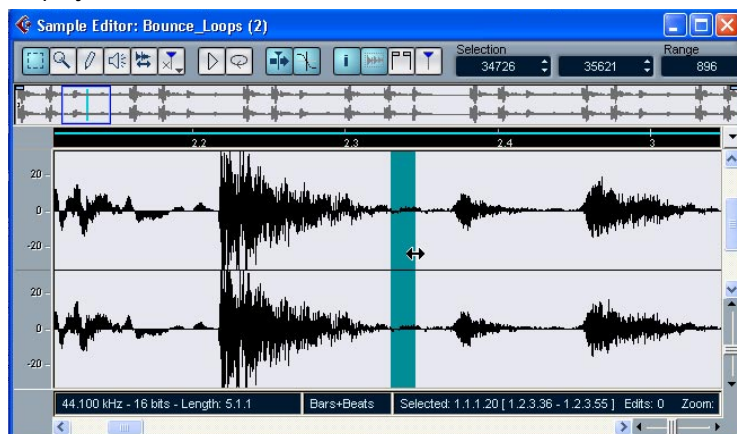 Sample Editor: Bounce_Loops (2)
Selection
Range
34726
35621
896
2.2
2.3
2.4
3
20
0
-20
20
0
-20
44.100 kHz - 16 bits - Length: 5.1.1
Bars+Beats
Selected: 1.1.1.20 [ 1.2.3.36 - 1.2.3.55 ]
Edits: 0
Zoom: